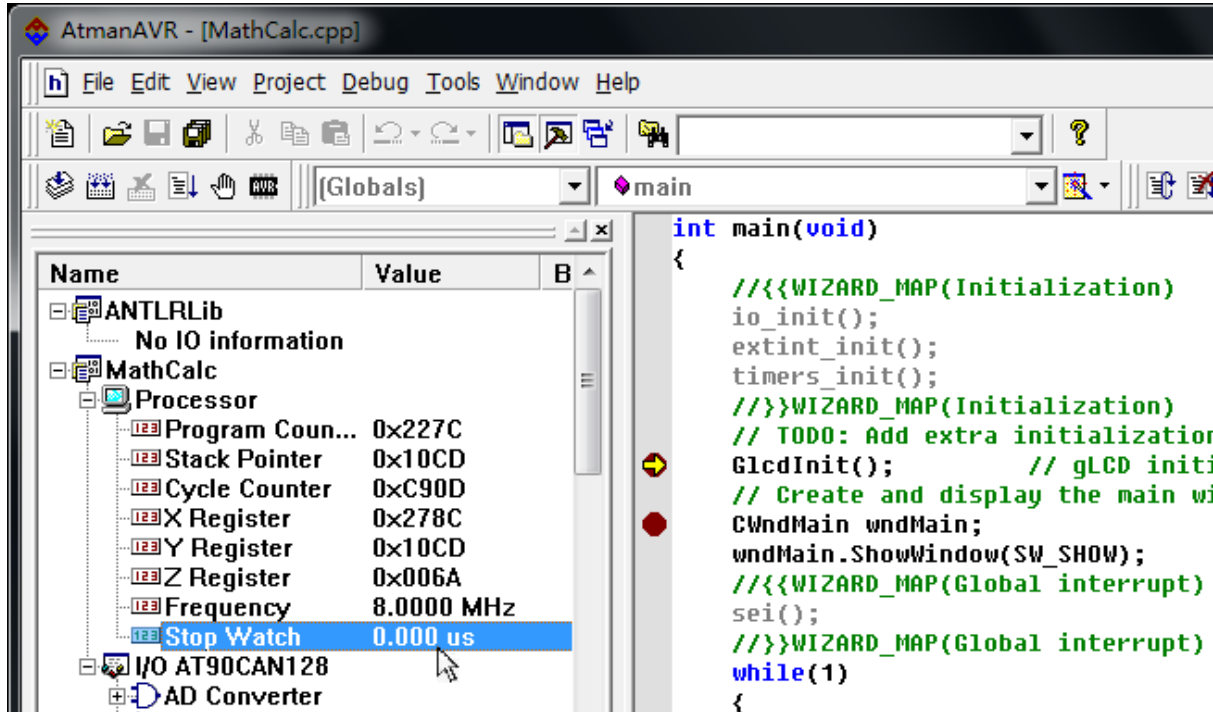 AtmanAVR - [MathCalc.cpp]
File Edit View Project Debug Tools Window Help
AVR (Globals) main
Name Value B
ANTLRLib
No IO information
MathCalc
Processor
Program Coun... 0x227C
Stack Pointer 0x10CD
Cycle Counter 0xC90D
X Register 0x278C
Y Register 0x10CD
Z Register 0x006A
Frequency 8.0000 MHz
Stop Watch 0.000 us
I/O AT90CAN128
AD Converter
int main(void)
{
//{{WIZARD_MAP(Initialization)
io_init();
extint_init();
timers_init();
//}}WIZARD_MAP(Initialization)
// TODO: Add extra initialization
GlcdInit(); // gLCD initi
// Create and display the main wi
CWndMain wndMain;
wndMain.ShowWindow(SW_SHOW);
//{{WIZARD_MAP(Global interrupt)
sei();
//}}WIZARD_MAP(Global interrupt)
while(1)
{